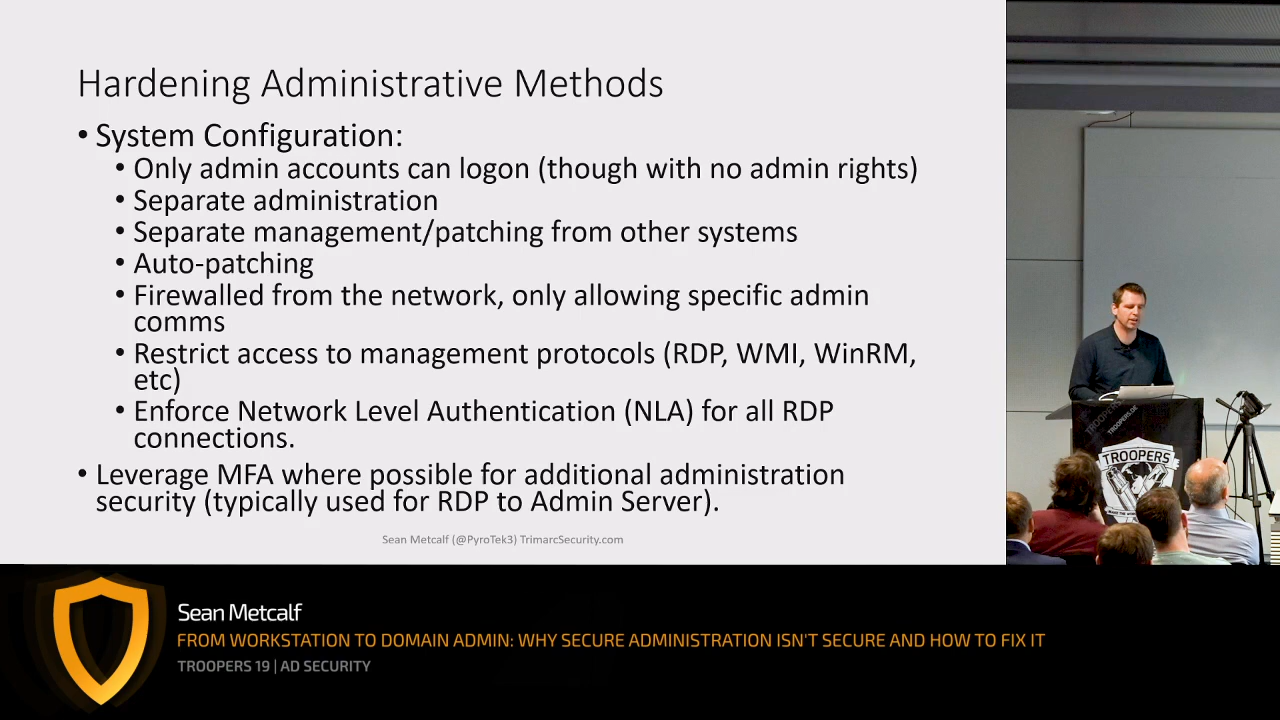 Hardening Administrative Methods
• System Configuration:
• Only admin accounts can logon (though with no admin rights)
• Separate administration
• Separate management/patching from other systems
• Auto-patching
• Firewalled from the network, only allowing specific admin
comms
• Restrict access to management protocols (RDP, WMI, WinRM,
etc)
• Enforce Network Level Authentication (NLA) for all RDP
connections.
• Leverage MFA where possible for additional administration
security (typically used for RDP to Admin Server).
Sean Metcalf (@PyroTek3) TrimarcSecurity.com
TROOPERS
TROOPERS.DE
TROOPERS
Sean Metcalf
FROM WORKSTATION TO DOMAIN ADMIN: WHY SECURE ADMINISTRATION ISN'T SECURE AND HOW TO FIX IT
TROOPERS 19 | AD SECURITY